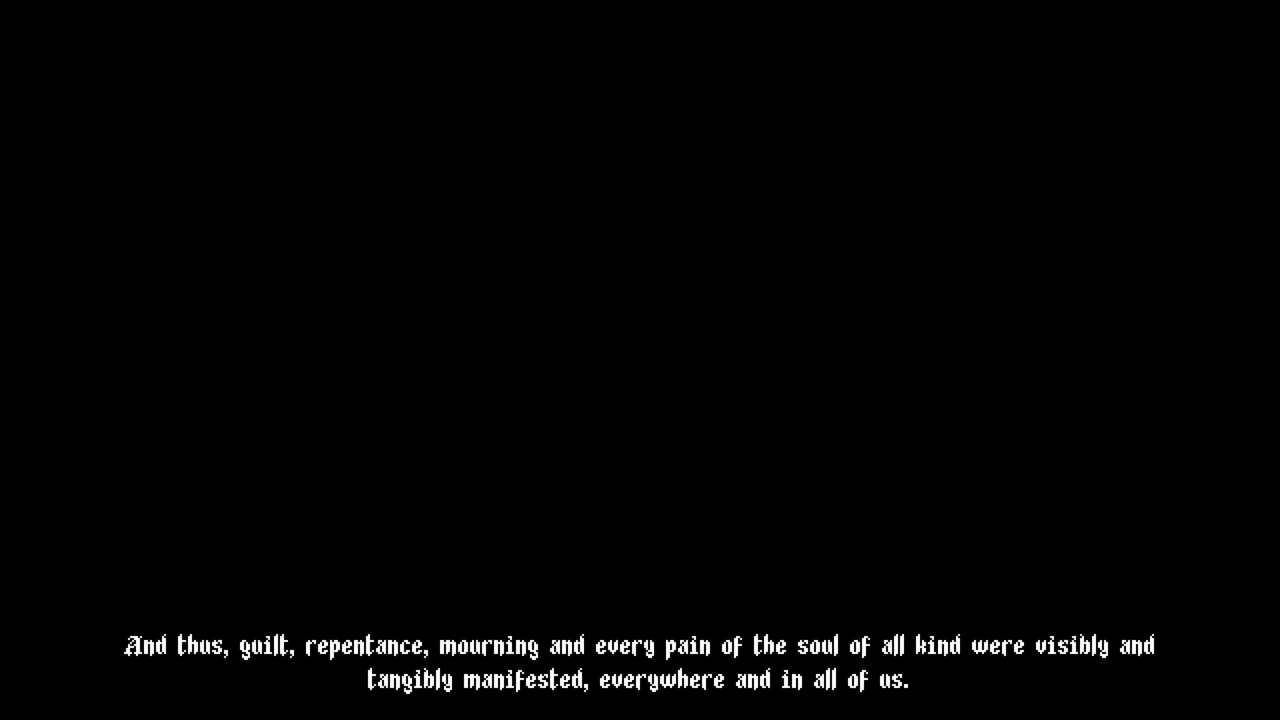 And thus, guilt, repentance, mourning and every pain of the soul of all kind were visibly and
tangibly manifested, everywhere and in all of us.